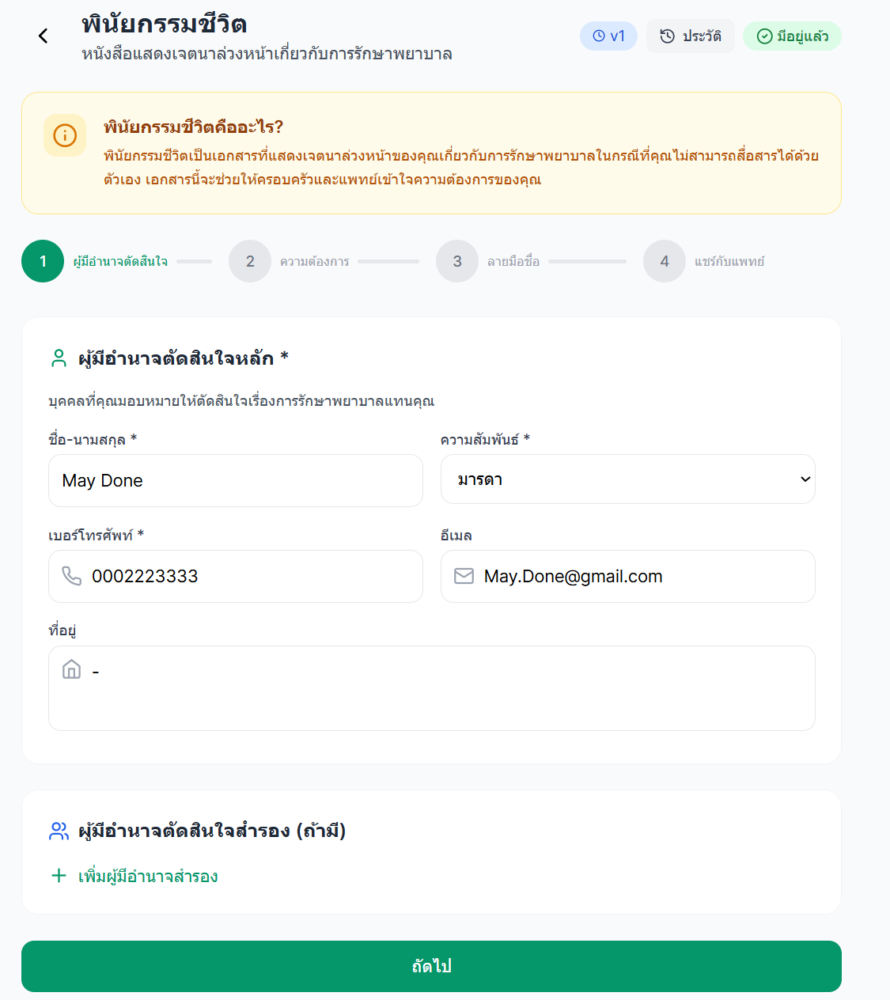 พินัยกรรมชีวิต
หนังสือแสดงเจตนาล่วงหน้าเกี่ยวกับการรักษาพยาบาล
v1
ประวัติ
มีอยู่แล้ว
พินัยกรรมชีวิตคืออะไร?
พินัยกรรมชีวิตเป็นเอกสารที่แสดงเจตนาล่วงหน้าของคุณเกี่ยวกับการรักษาพยาบาลในกรณีที่คุณไม่สามารถสื่อสารได้ด้วย
ตัวเอง เอกสารนี้จะช่วยให้ครอบครัวและแพทย์เข้าใจความต้องการของคุณ
1 ผู้มีอำนาจตัดสินใจ
2 ความต้องการ
3 ลายมือชื่อ
4 แชร์กับแพทย์
ผู้มีอำนาจตัดสินใจหลัก *
บุคคลที่คุณมอบหมายให้ตัดสินใจเรื่องการรักษาพยาบาลแทนคุณ
ชื่อ-นามสกุล *
May Done
ความสัมพันธ์ *
มารดา
เบอร์โทรศัพท์ *
0002223333
อีเมล
May.Done@gmail.com
ที่อยู่
-
ผู้มีอำนาจตัดสินใจสำรอง (ถ้ามี)
+ เพิ่มผู้มีอำนาจสำรอง
ถัดไป